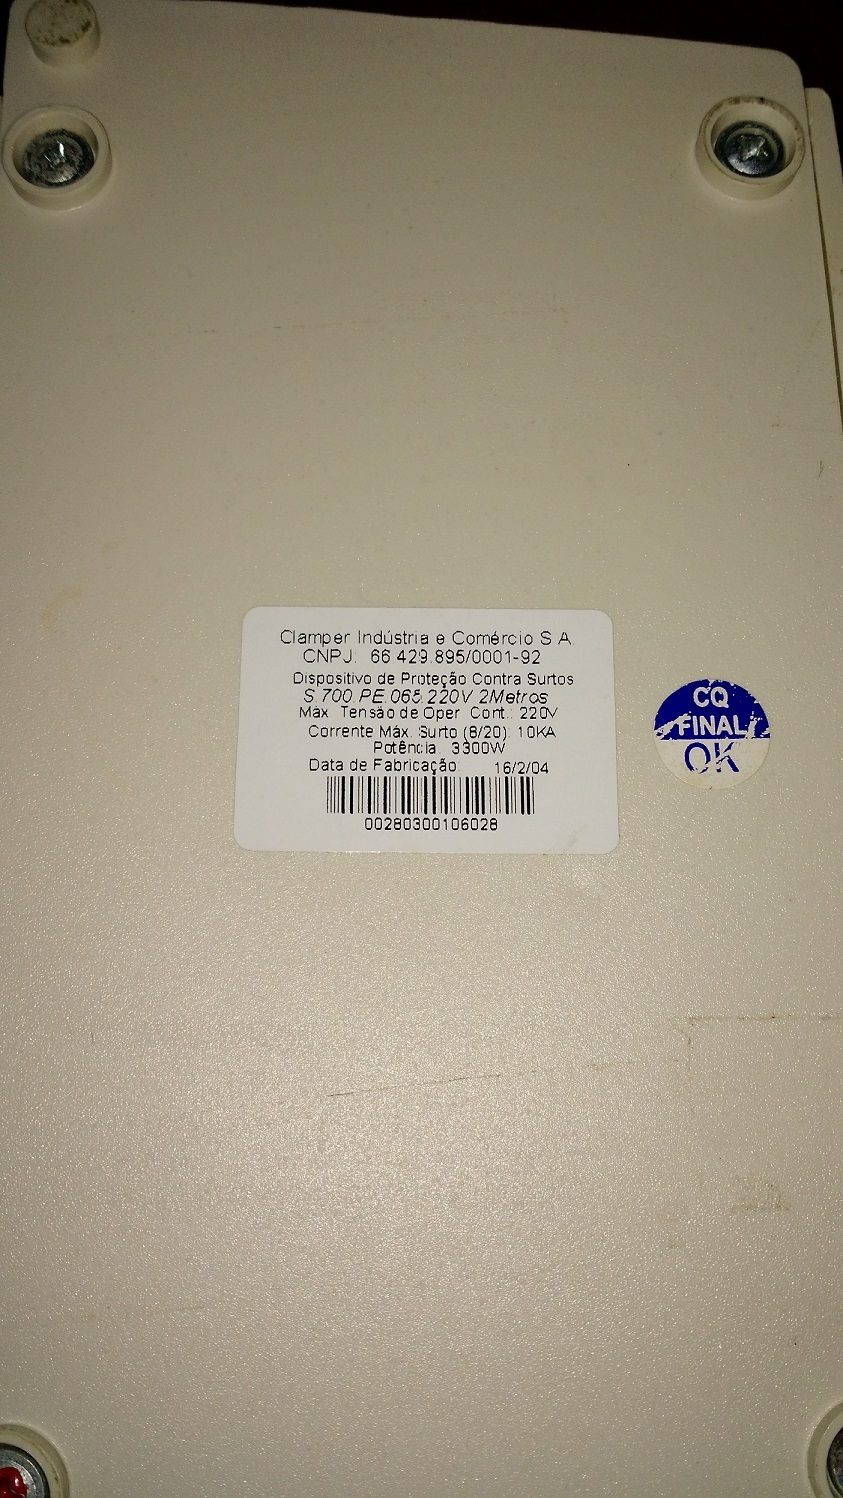 Clamper Indústria e Comércio S A
CNPJ: 66.429.895/0001-92
Dispositivo de Proteção Contra Surtos
S.700.PE.065.220V 2Metros
Máx. Tensão de Oper. Cont.: 220V
Corrente Máx. Surto (8/20): 10KA
Potência: 3300W
Data de Fabricação: 16/2/04
00280300106028
CQ
FINAL
OK